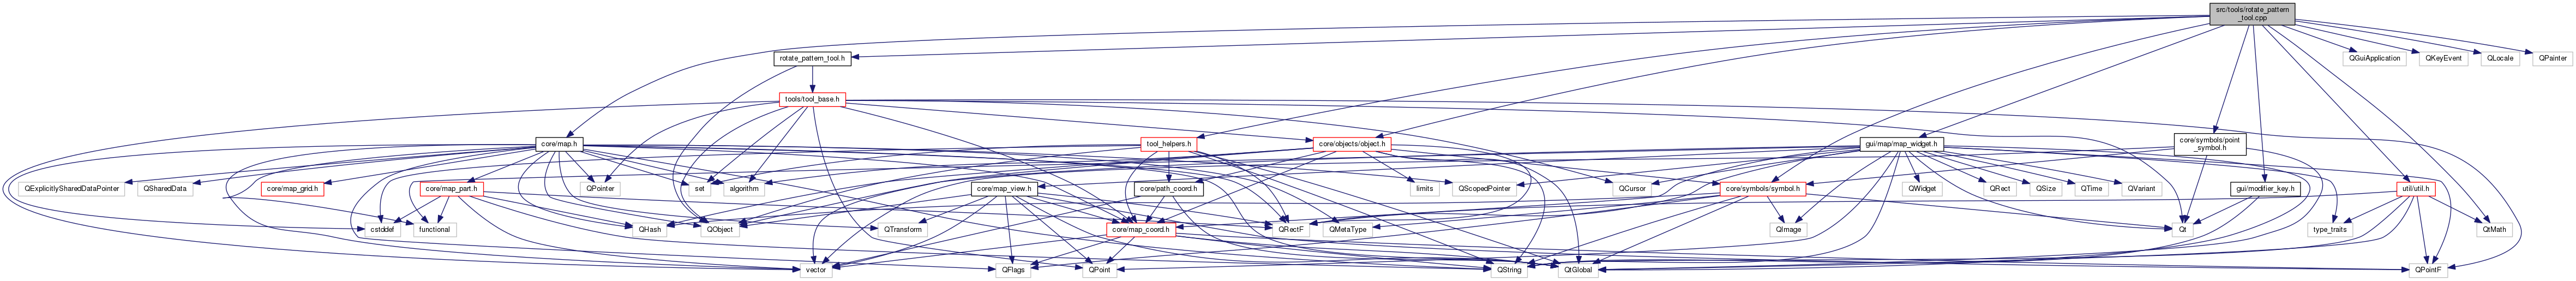 src/tools/rotate_pattern
_tool.cpp
rotate_pattern_tool.h
QGuiApplication
QKeyEvent
QLocale
QPainter
tools/tool_base.h
core/map.h
tool_helpers.h
core/objects/object.h
gui/map/map_widget.h
core/symbols/point
_symbol.h
QExplicitlySharedDataPointer
QSharedData
core/map_grid.h
core/map_part.h
QPointer
set
algorithm
core/map_view.h
core/path_coord.h
limits
QScopedPointer
QCursor
core/symbols/symbol.h
QWidget
QRect
QSize
QTime
QVariant
gui/modifier_key.h
util/util.h
cstddef
functional
QHash
QObject
QTransform
core/map_coord.h
QRectF
QMetaType
QImage
Qt
type_traits
QtMath
vector
QFlags
QPoint
QString
QtGlobal
QPointF